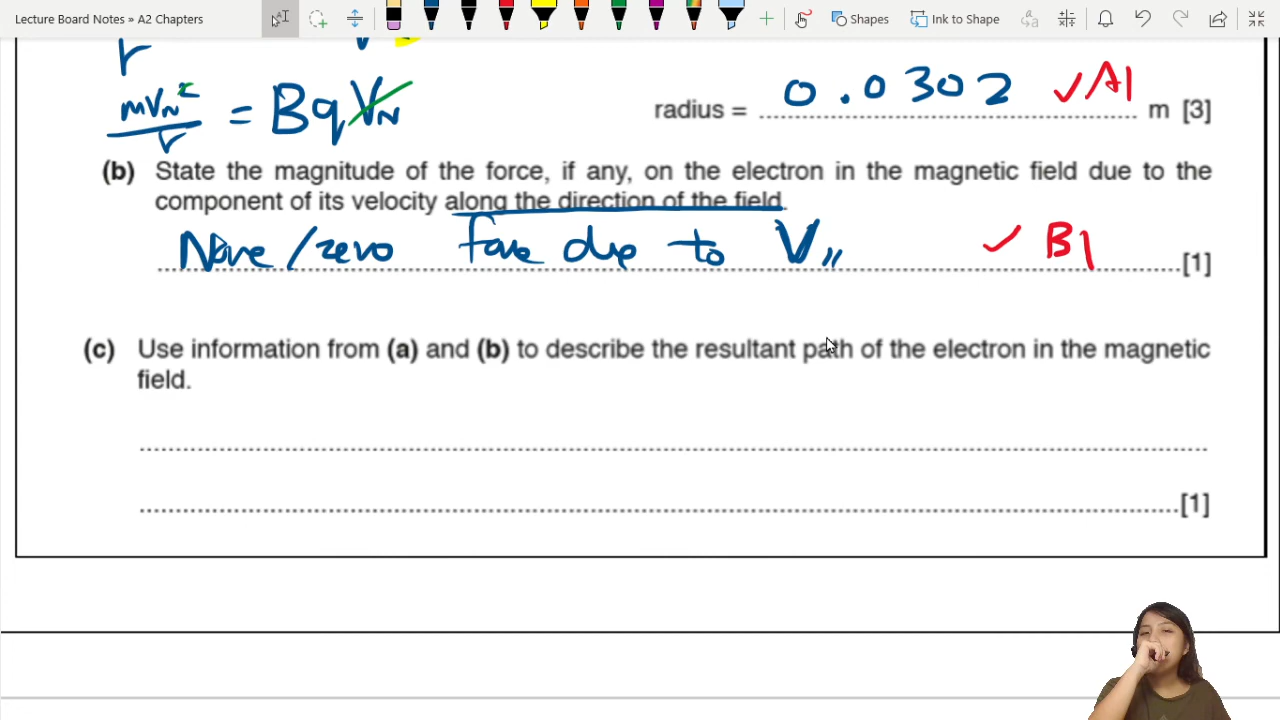 Lecture Board Notes » A2 Chapters
Shapes
Ink to Shape
r
mv_N²/r = BqV_N
radius = 0.0302 m [3] ✓A1
(b) State the magnitude of the force, if any, on the electron in the magnetic field due to the
component of its velocity along the direction of the field.
None/zero force due to V∥ [1] ✓ B1
(c) Use information from (a) and (b) to describe the resultant path of the electron in the magnetic
field.
[1]